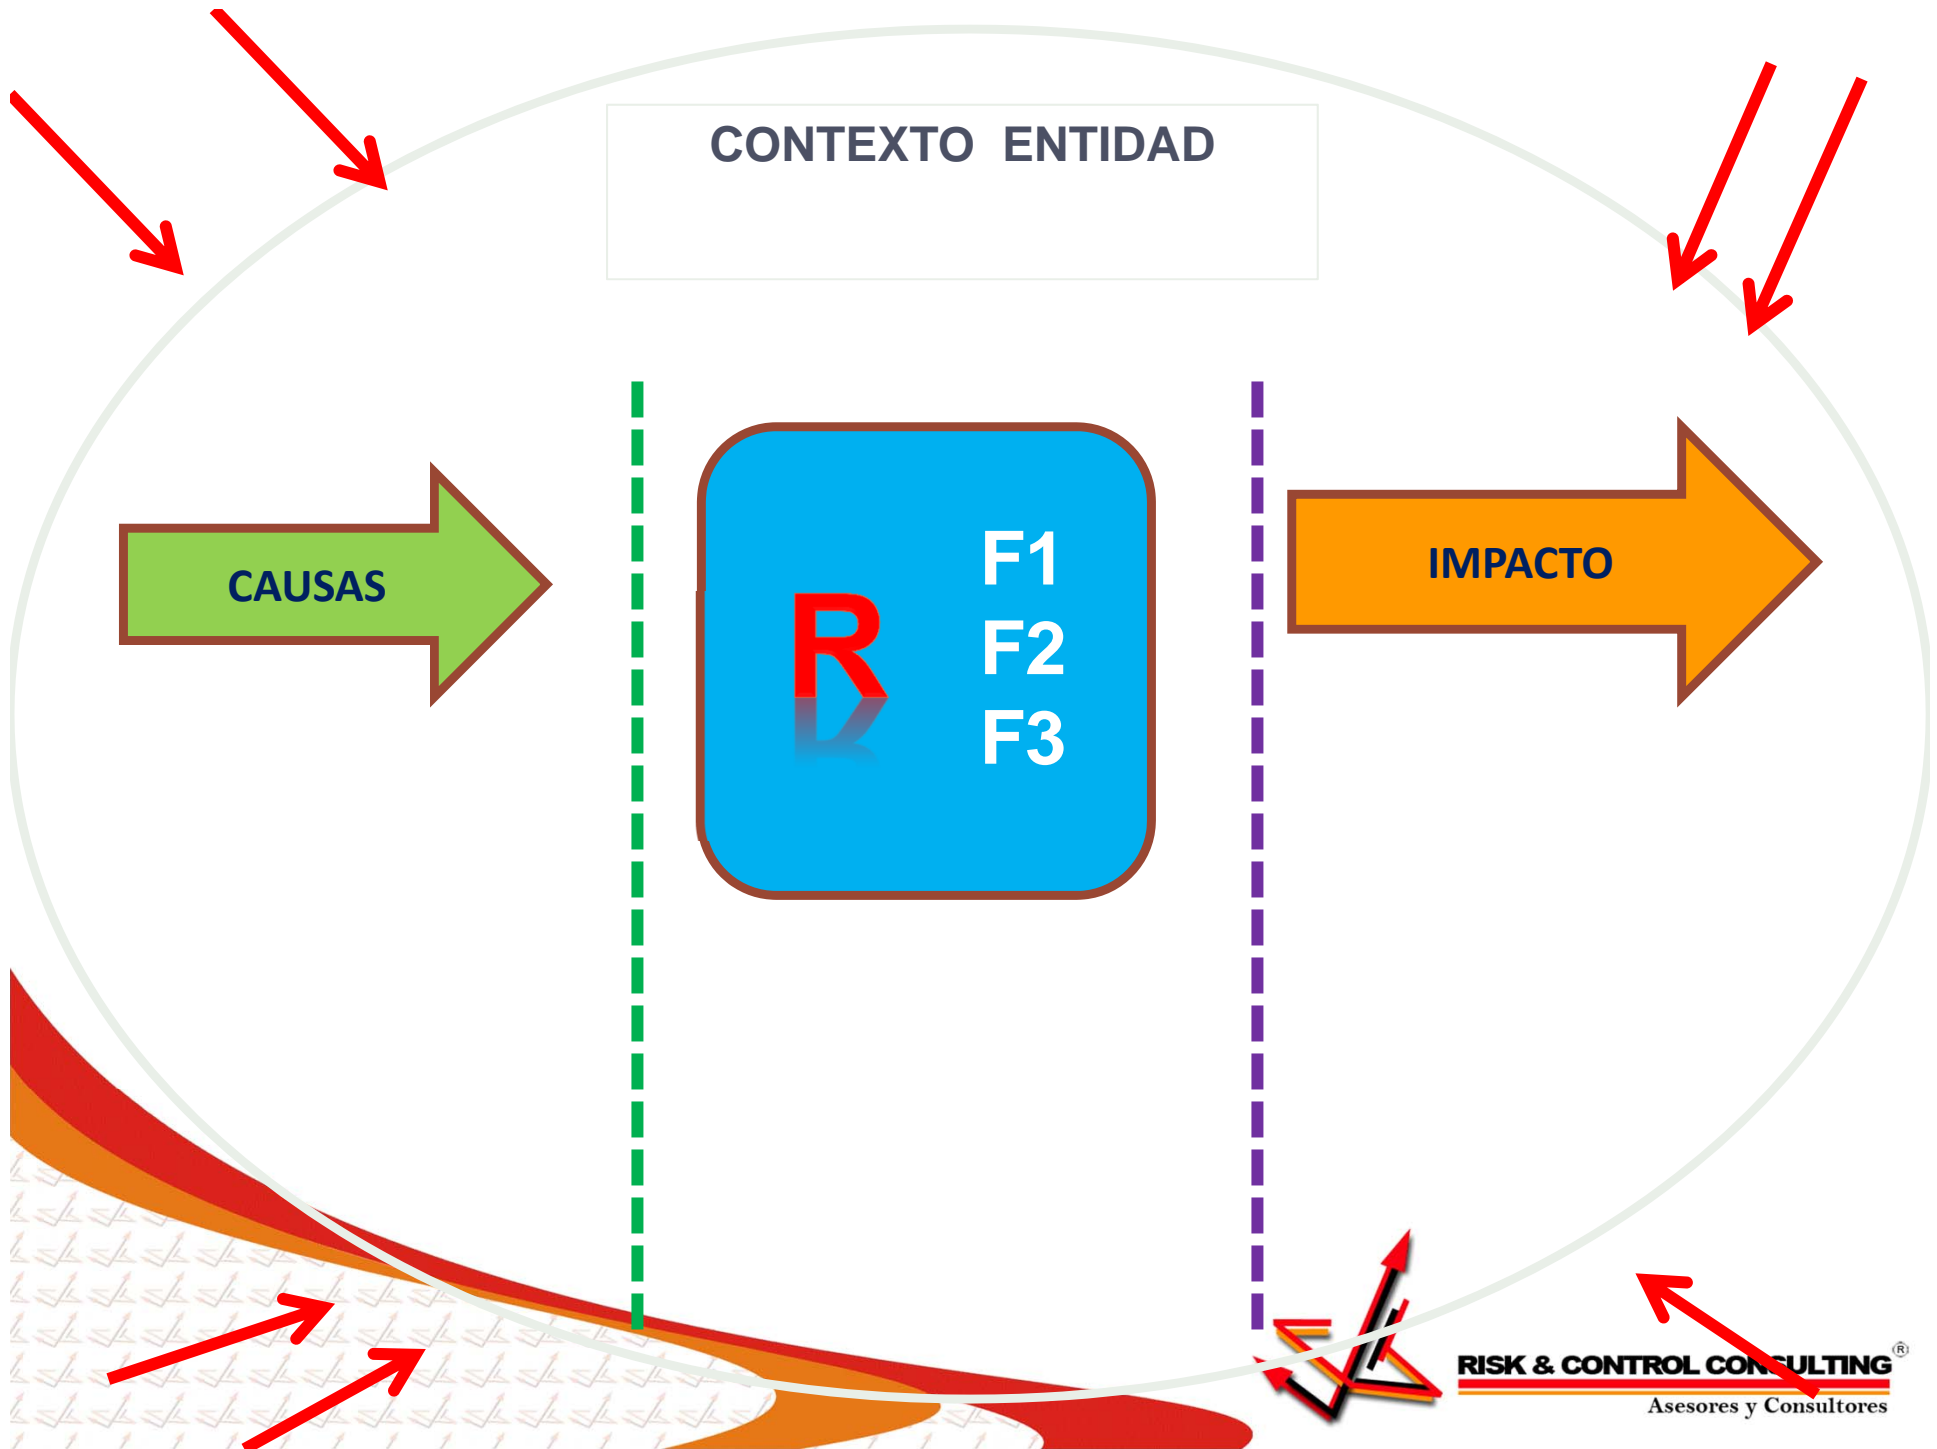 CONTEXTO ENTIDAD
CAUSAS
R
F1
F2
F3
IMPACTO
RISK & CONTROL CONSULTING®
Asesores y Consultores